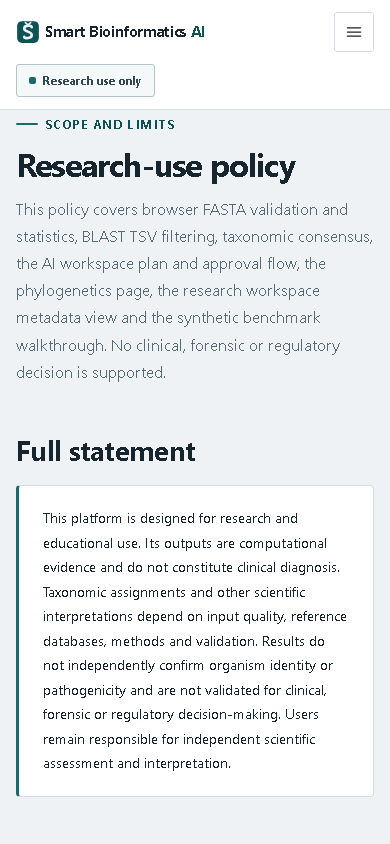 Š Smart Bioinformatics AI
Research use only
SCOPE AND LIMITS
Research-use policy
This policy covers browser FASTA validation and
statistics, BLAST TSV filtering, taxonomic consensus,
the AI workspace plan and approval flow, the
phylogenetics page, the research workspace
metadata view and the synthetic benchmark
walkthrough. No clinical, forensic or regulatory
decision is supported.
Full statement
This platform is designed for research and
educational use. Its outputs are computational
evidence and do not constitute clinical diagnosis.
Taxonomic assignments and other scientific
interpretations depend on input quality, reference
databases, methods and validation. Results do
not independently confirm organism identity or
pathogenicity and are not validated for clinical,
forensic or regulatory decision-making. Users
remain responsible for independent scientific
assessment and interpretation.